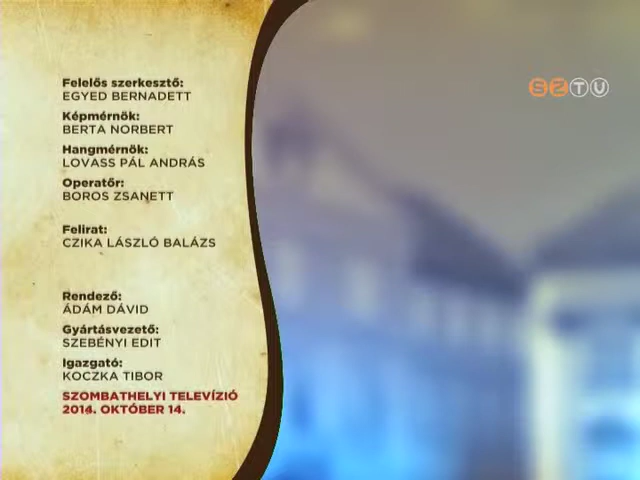 Felelős szerkesztő:
EGYED BERNADETT
Képmérnök:
BERTA NORBERT
Hangmérnök:
LOVASS PÁL ANDRÁS
Operatőr:
BOROS ZSANETT
Felirat:
CZIKA LÁSZLÓ BALÁZS
Rendező:
ÁDÁM DÁVID
Gyártásvezető:
SZEBÉNYI EDIT
Igazgató:
KOCZKA TIBOR
SZOMBATHELYI TELEVÍZIÓ
2014. OKTÓBER 14.
SZTV